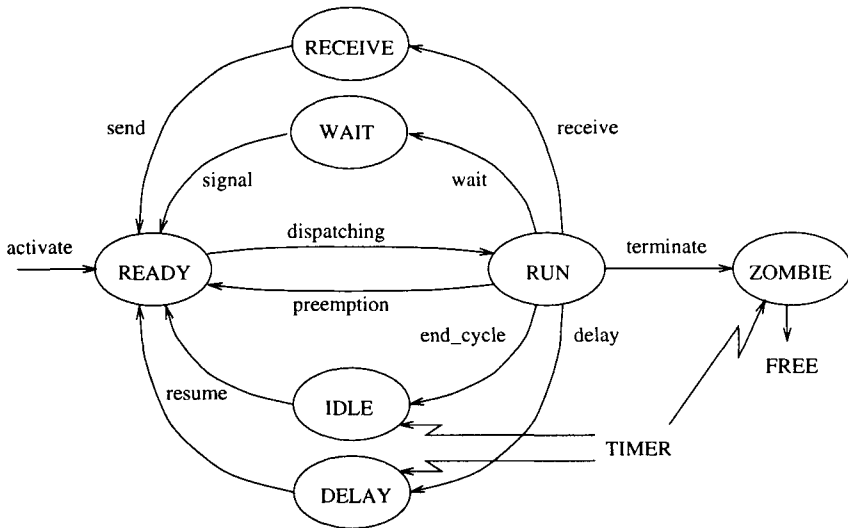 RECEIVE
send
WAIT
receive
signal
wait
activate
dispatching
terminate
READY
RUN
ZOMBIE
preemption
end_cycle
delay
FREE
resume
IDLE
TIMER
DELAY